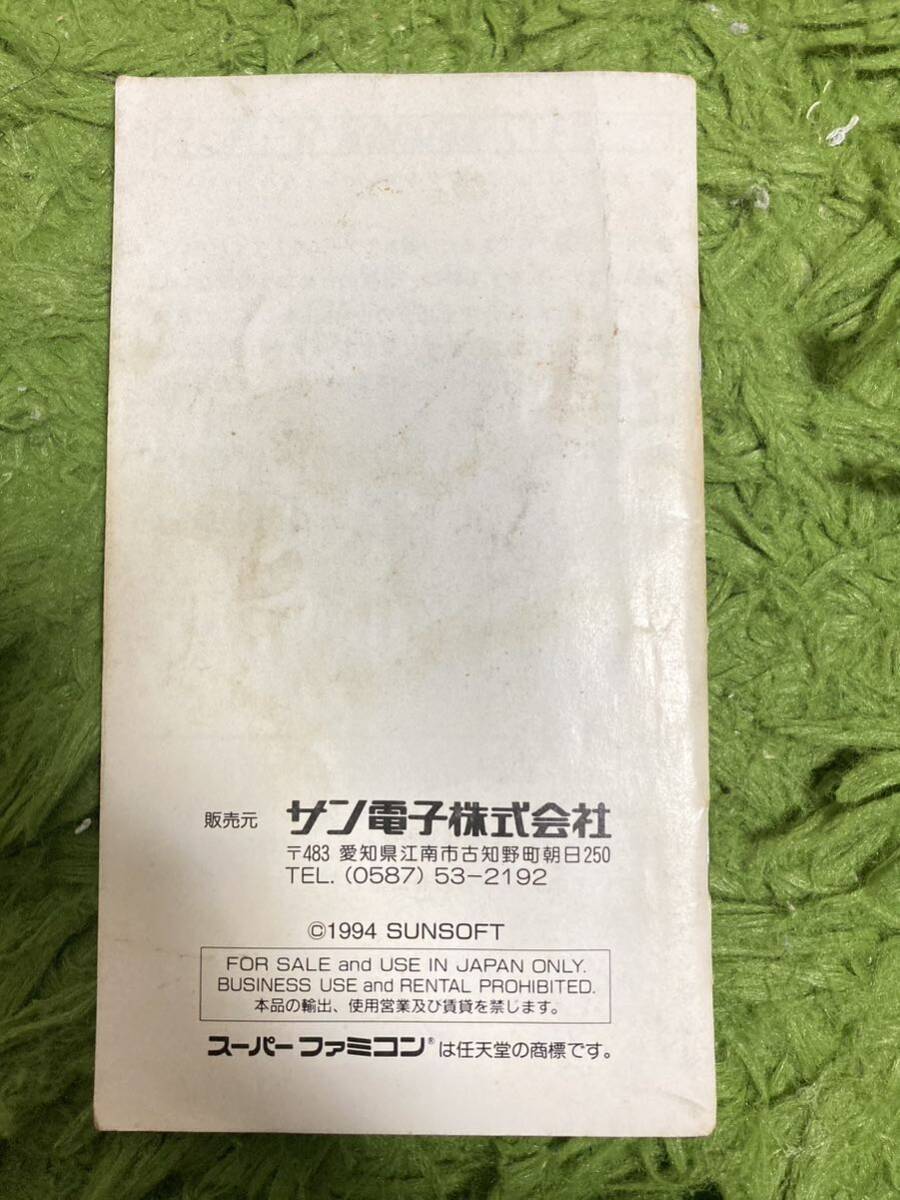 販売元 サン電子株式会社
〒483 愛知県江南市古知野町朝日250
TEL. (0587) 53-2192
©1994 SUNSOFT
FOR SALE and USE IN JAPAN ONLY.
BUSINESS USE and RENTAL PROHIBITED.
本品の輸出、使用営業及び賃貸を禁じます。
スーパーファミコン®は任天堂の商標です。